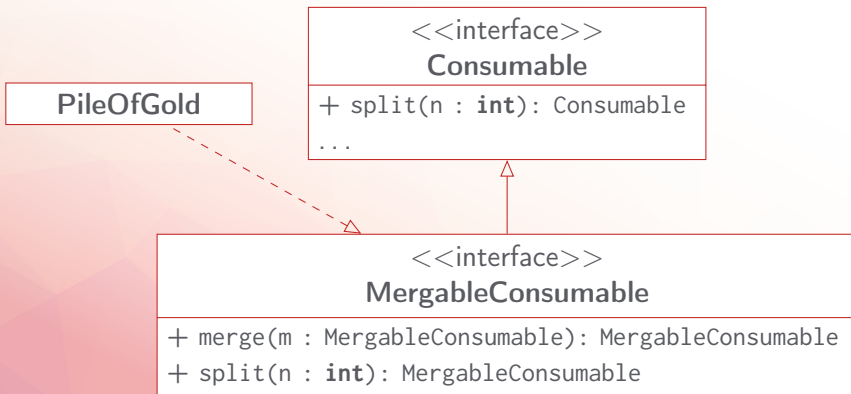 <<interface>>
Consumable
PileOfGold
+ split(n : int): Consumable
...
<<interface>>
MergableConsumable
+ merge(m : MergableConsumable): MergableConsumable
+ split(n : int): MergableConsumable